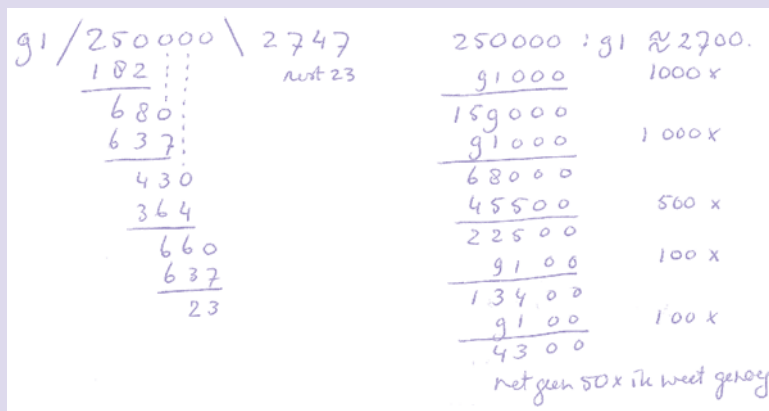 91/250000\2747
182
rest 23
680
637
430
364
660
637
23
250000 : 91 ≈ 2700.
91000 1000 x
159000
91000 1000 x
68000
45500 500 x
22500
9100 100 x
13400
9100 100 x
4300
net geen 50 x ik weet genoeg